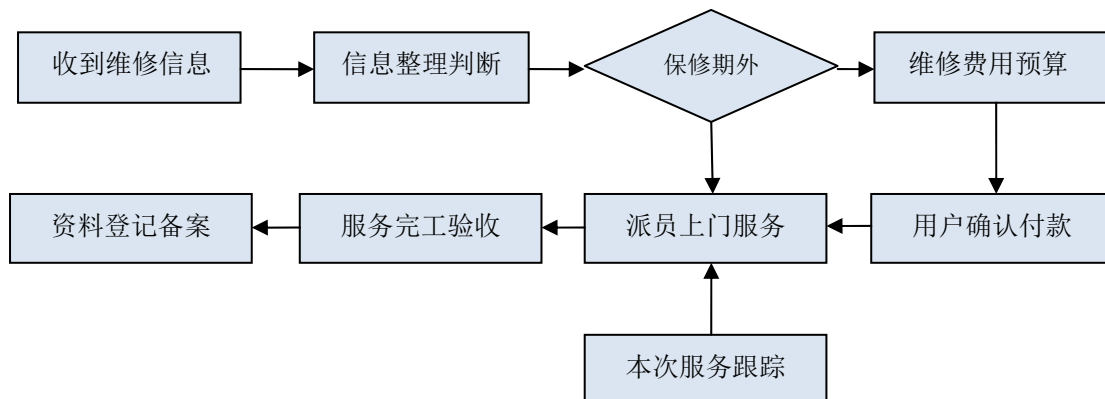 收到维修信息
信息整理判断
保修期外
维修费用预算
资料登记备案
服务完工验收
派员上门服务
用户确认付款
本次服务跟踪